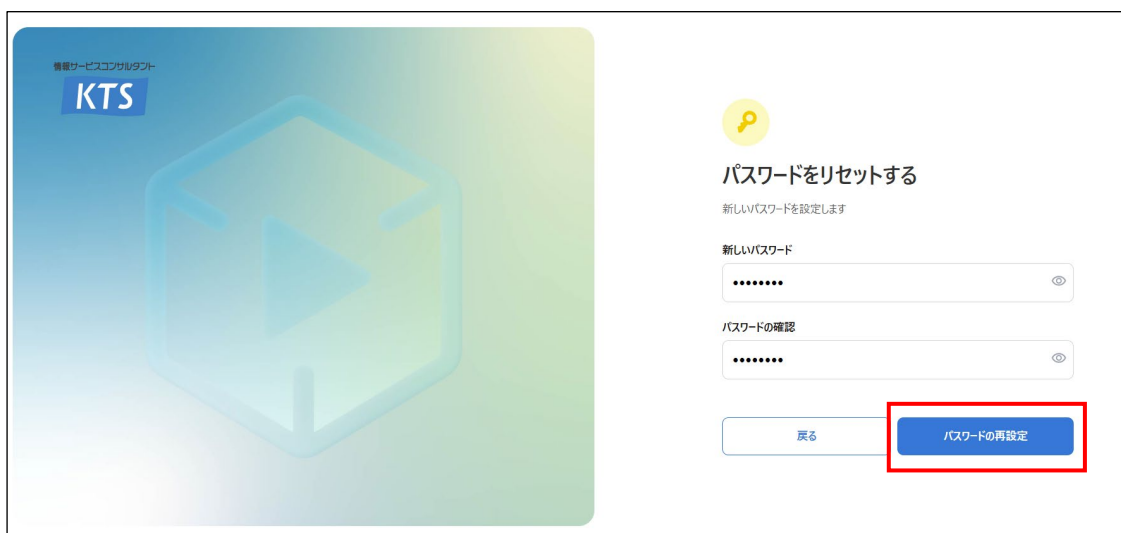 情報サービスコンサルタント
KTS
パスワードをリセットする
新しいパスワードを設定します
新しいパスワード
••••••••
パスワードの確認
••••••••
戻る
パスワードの再設定